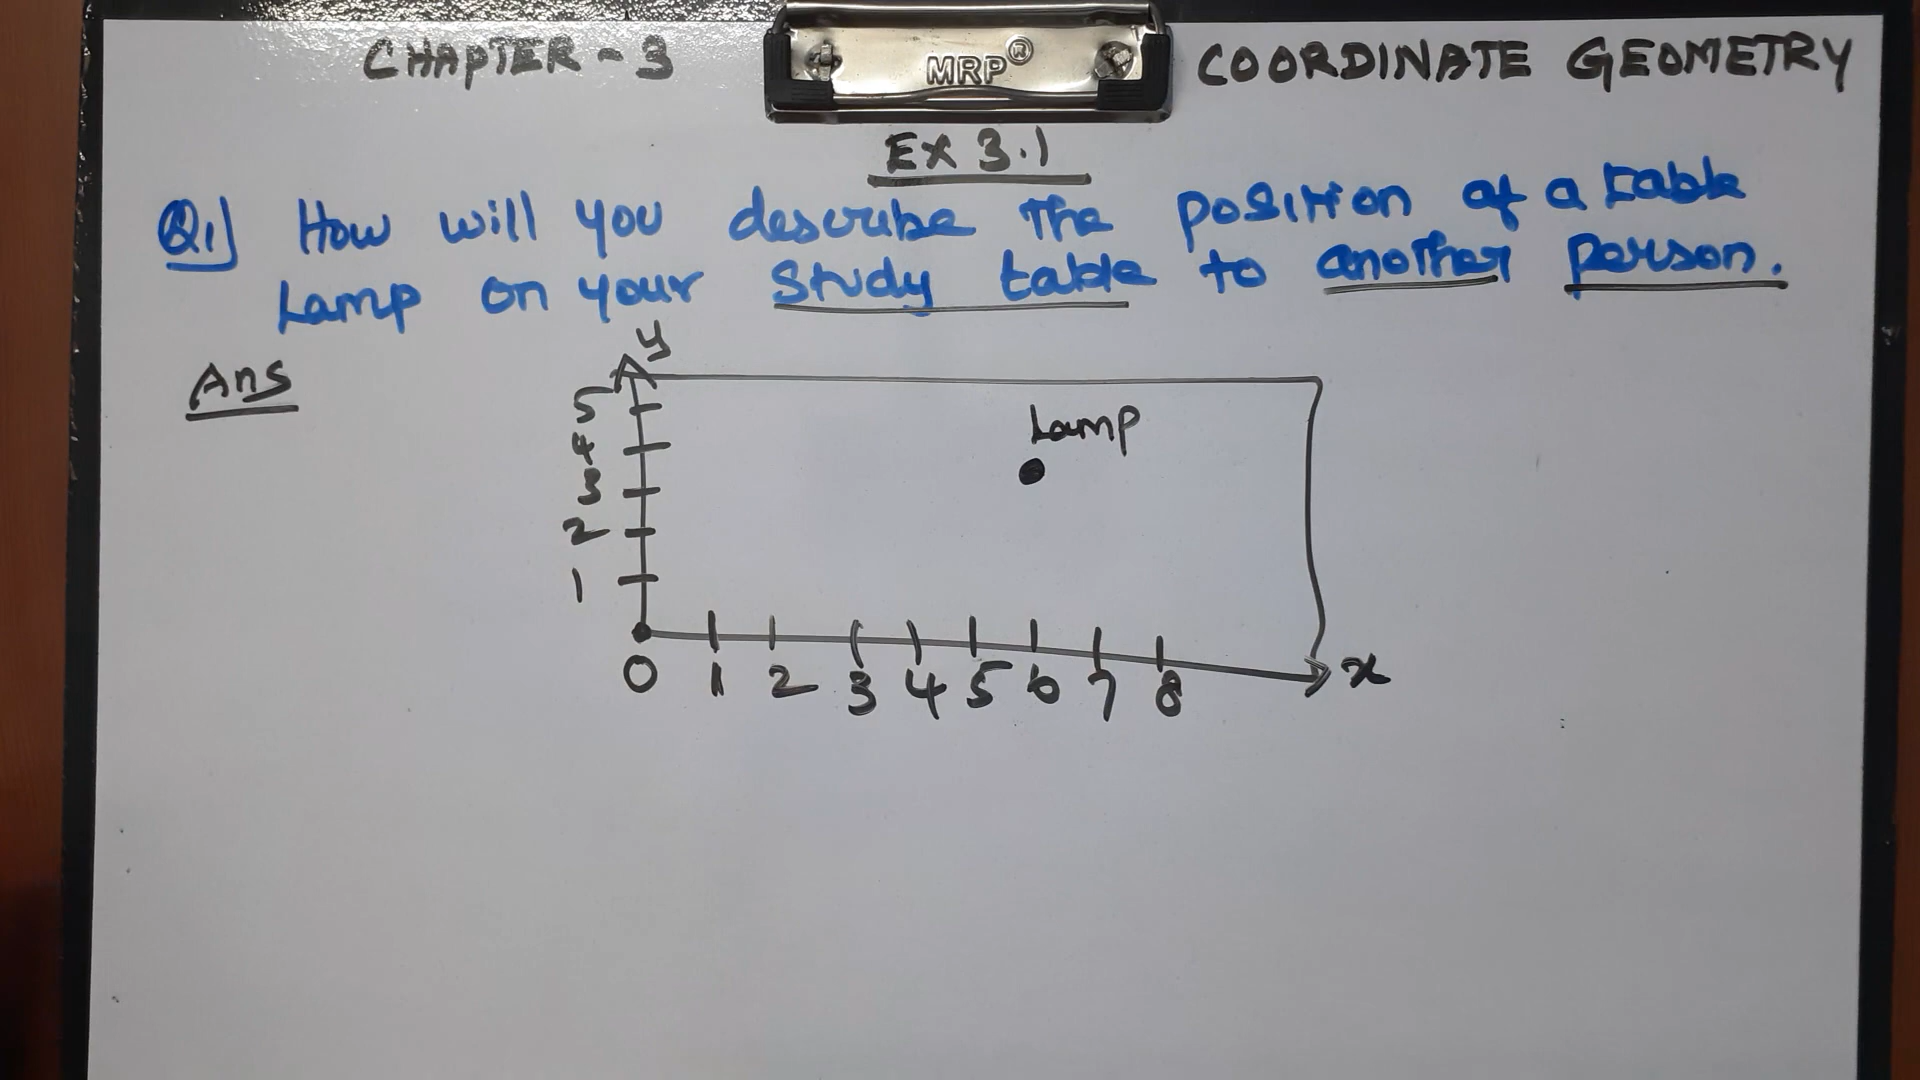 CHAPTER - 3
MRP®
COORDINATE GEOMETRY
EX 3.1
Q1] How will you describe the position of a table
Lamp on your study table to another person.
Ans
y
5
4
3
2
1
Lamp
0 1 2 3 4 5 6 7 8 x